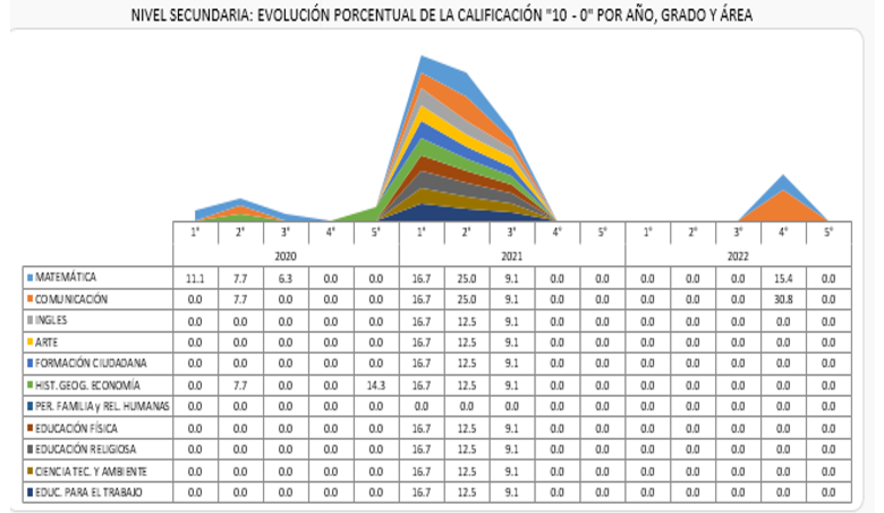 NIVEL SECUNDARIA: EVOLUCIÓN PORCENTUAL DE LA CALIFICACIÓN "10 - 0" POR AÑO, GRADO Y ÁREA
1° 2° 3° 4° 5° 1° 2° 3° 4° 5° 1° 2° 3° 4° 5°
2020 2021 2022
MATEMÁTICA 11.1 7.7 6.3 0.0 0.0 16.7 25.0 9.1 0.0 0.0 0.0 0.0 0.0 15.4 0.0
COMUNICACIÓN 0.0 7.7 0.0 0.0 0.0 16.7 25.0 9.1 0.0 0.0 0.0 0.0 0.0 30.8 0.0
INGLES 0.0 0.0 0.0 0.0 0.0 16.7 12.5 9.1 0.0 0.0 0.0 0.0 0.0 0.0 0.0
ARTE 0.0 0.0 0.0 0.0 0.0 16.7 12.5 9.1 0.0 0.0 0.0 0.0 0.0 0.0 0.0
FORMACIÓN CIUDADANA 0.0 0.0 0.0 0.0 0.0 16.7 12.5 9.1 0.0 0.0 0.0 0.0 0.0 0.0 0.0
HIST. GEOG. ECONOMÍA 0.0 7.7 0.0 0.0 14.3 16.7 12.5 9.1 0.0 0.0 0.0 0.0 0.0 0.0 0.0
PER. FAMILIA y REL. HUMANAS 0.0 0.0 0.0 0.0 0.0 0.0 0.0 0.0 0.0 0.0 0.0 0.0 0.0 0.0 0.0
EDUCACIÓN FÍSICA 0.0 0.0 0.0 0.0 0.0 16.7 12.5 9.1 0.0 0.0 0.0 0.0 0.0 0.0 0.0
EDUCACIÓN RELIGIOSA 0.0 0.0 0.0 0.0 0.0 16.7 12.5 9.1 0.0 0.0 0.0 0.0 0.0 0.0 0.0
CIENCIA TEC. Y AMBIENTE 0.0 0.0 0.0 0.0 0.0 16.7 12.5 9.1 0.0 0.0 0.0 0.0 0.0 0.0 0.0
EDUC. PARA EL TRABAJO 0.0 0.0 0.0 0.0 0.0 16.7 12.5 9.1 0.0 0.0 0.0 0.0 0.0 0.0 0.0